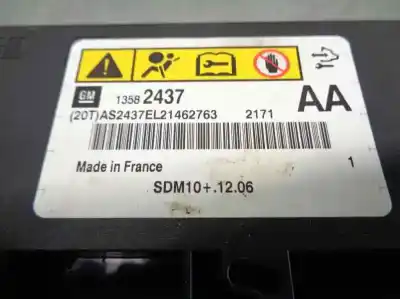 GM 1358 2437 AA
(20T)AS2437EL21462763 2171
Made in France 1
SDM10+.12.06